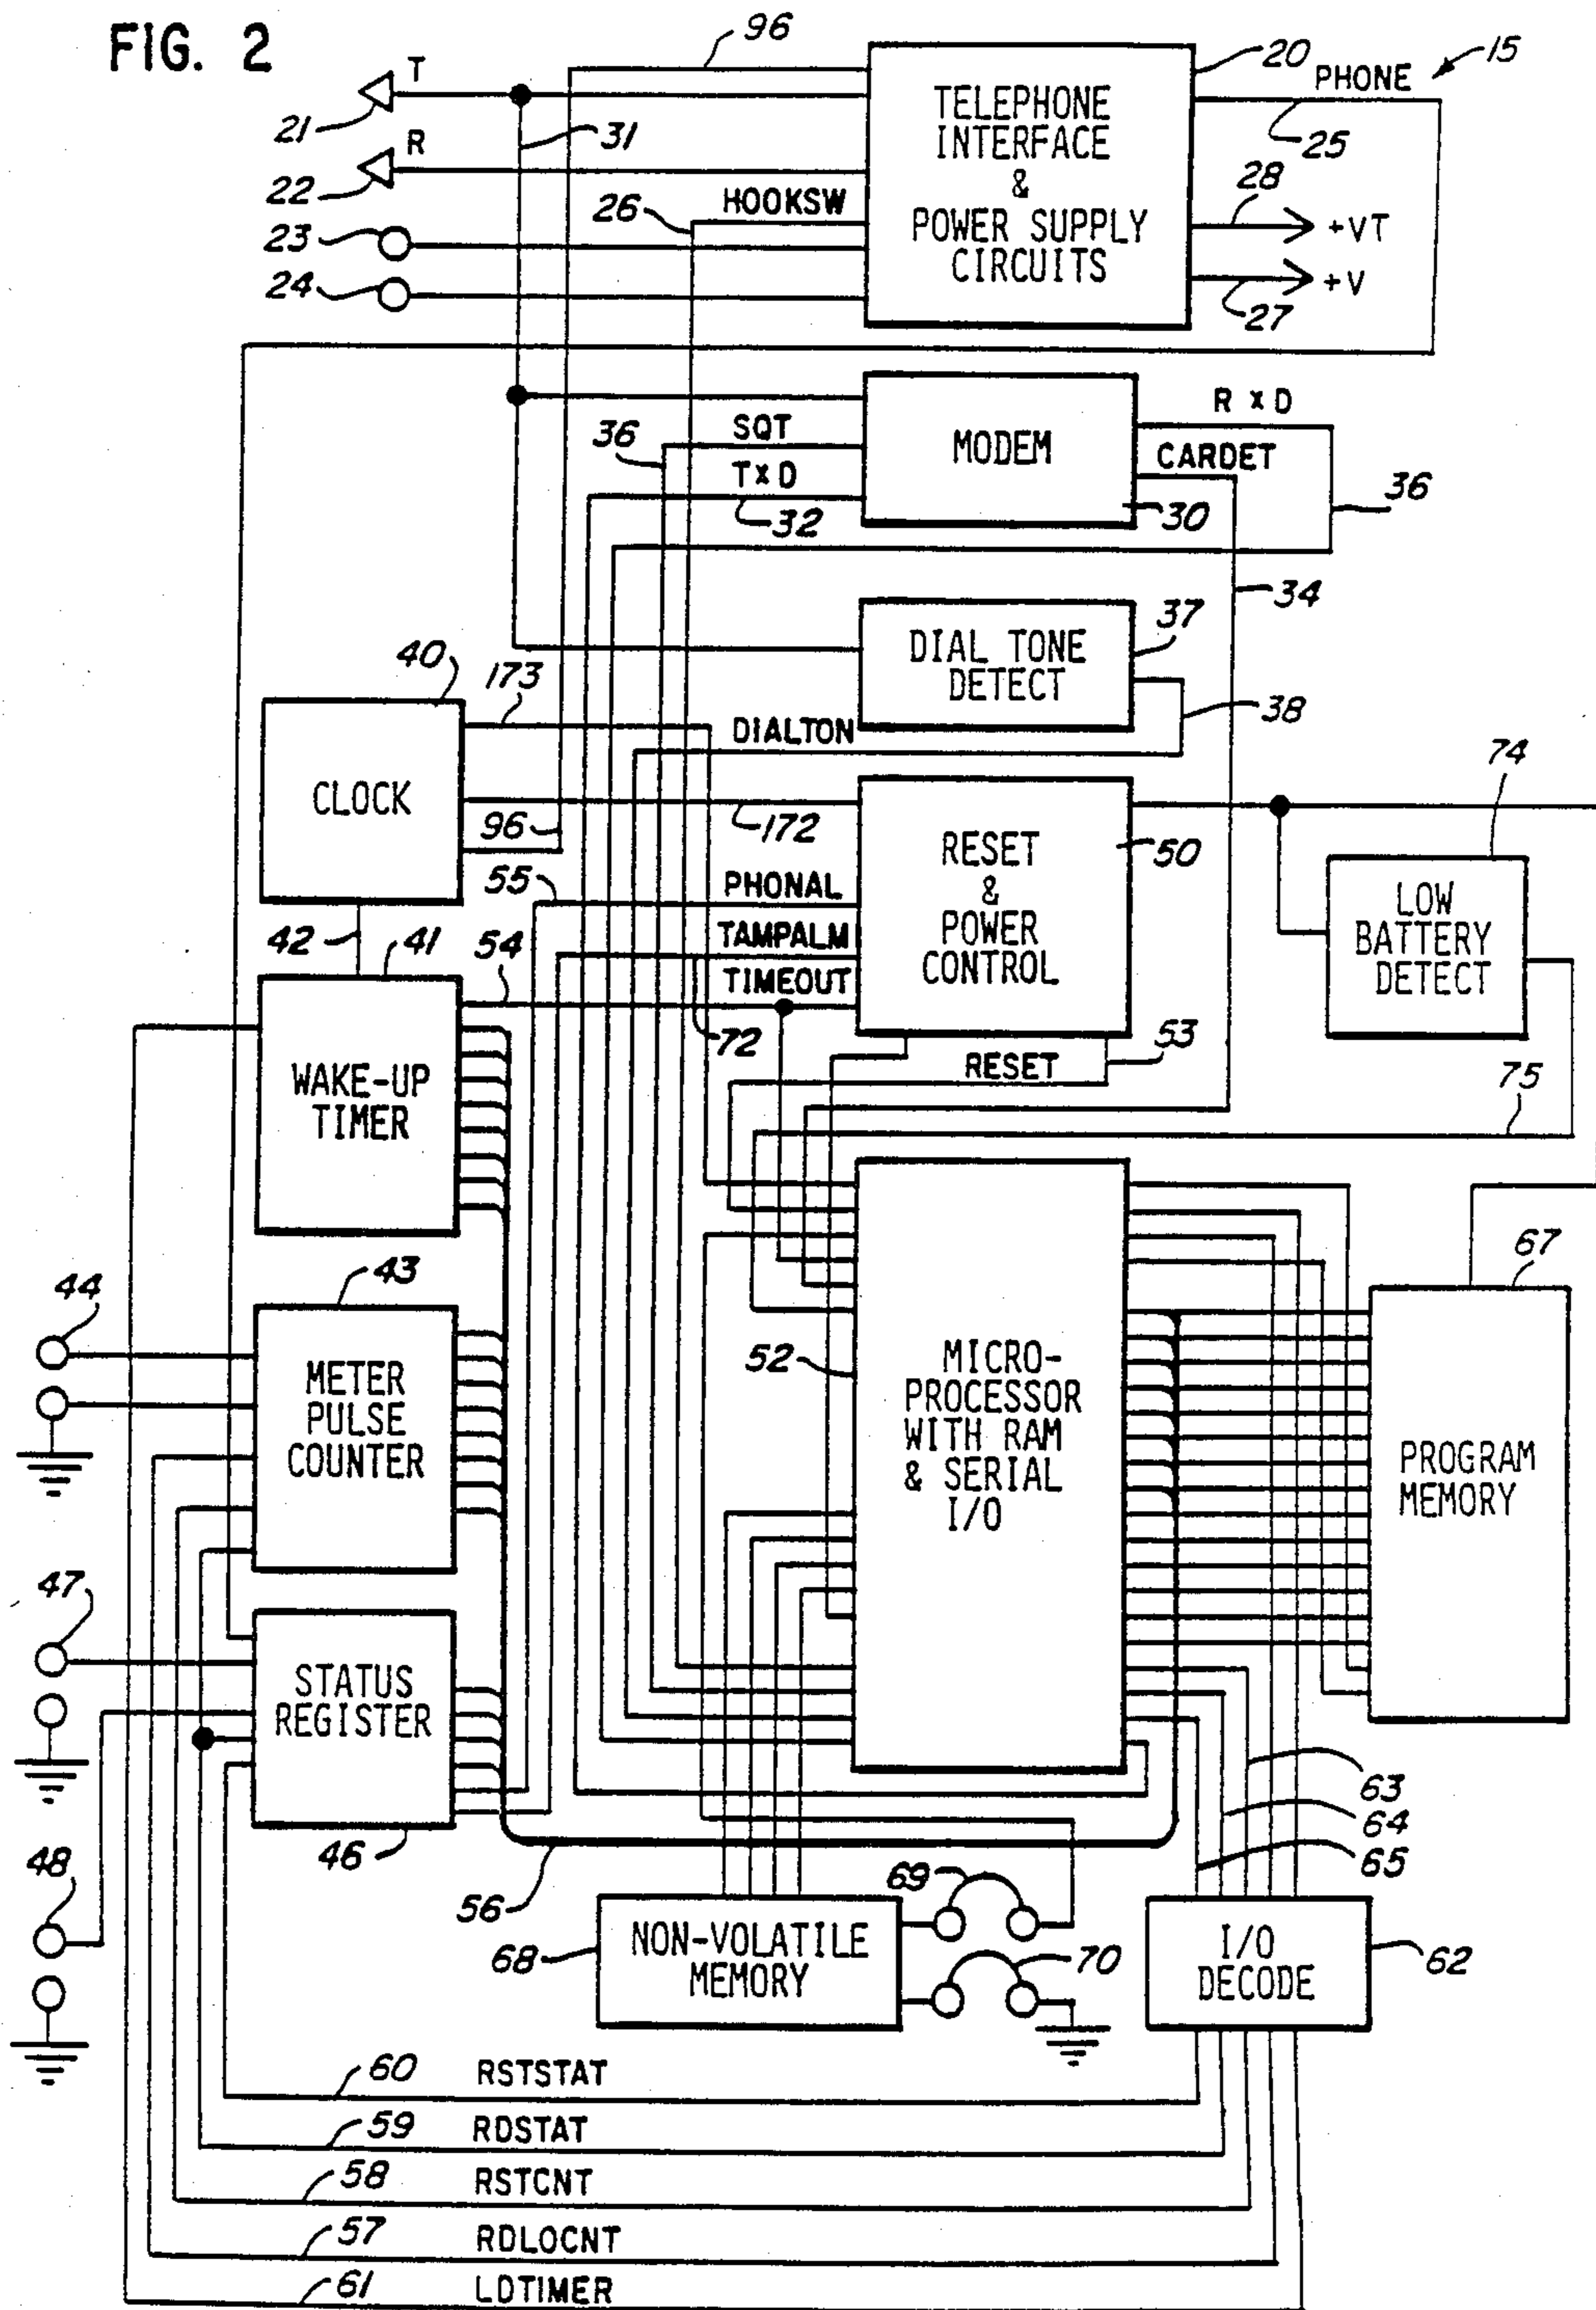 FIG. 2
96
T
20
PHONE
15
21
31
25
R
22
TELEPHONE
INTERFACE
&
POWER SUPPLY
CIRCUITS
26
HOOKSW
28
+VT
23
24
+V
27
36
SQT
MODEM
R x D
CARDET
T x D
32
30
36
34
40
173
DIAL TONE
DETECT
37
DIALTON
38
CLOCK
74
96
172
RESET
&
POWER
CONTROL
50
LOW
BATTERY
DETECT
55
PHONAL
42
41
54
TAMPALM
TIMEOUT
72
RESET
53
75
WAKE-UP
TIMER
43
44
METER
PULSE
COUNTER
52
MICRO-
PROCESSOR
WITH RAM
& SERIAL
I/O
67
PROGRAM
MEMORY
47
STATUS
REGISTER
63
64
65
46
48
56
69
68
NON-VOLATILE
MEMORY
70
I/O
DECODE
62
60
RSTSTAT
59
RDSTAT
58
RSTCNT
57
RDLOCNT
61
LDTIMER